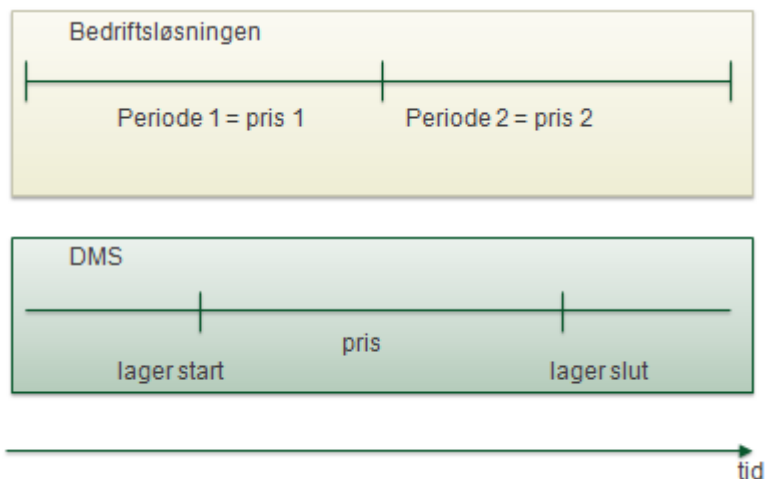 Bedriftsløsningen
Periode 1 = pris 1 Periode 2 = pris 2
DMS
pris
lager start lager slut
tid